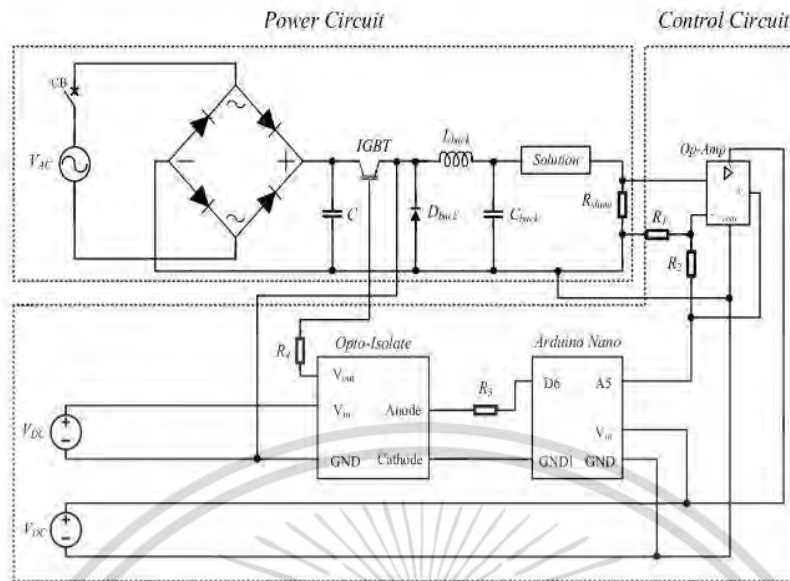 Power Circuit
Control Circuit
CB
V_AC
IGBT
L_buck
Solution
Op-Amp
C
D_buck
C_buck
R_shunt
R_1
R_2
R_4
Opto-Isolate
Arduino Nano
V_out
R_3
D6
A5
V_in
Anode
V_in
V_DC
GND
Cathode
GND1
GND
V_DC